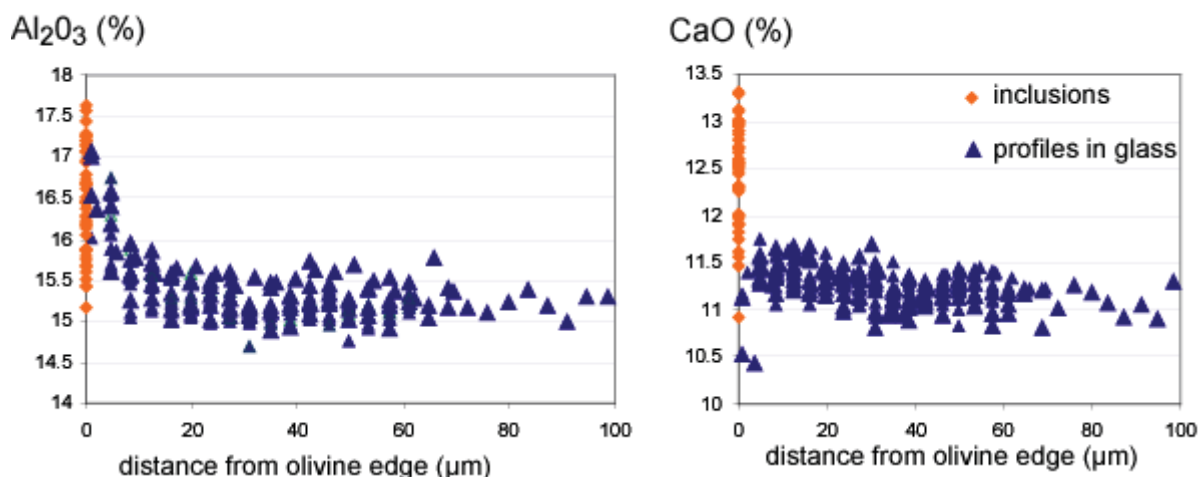 Al₂0₃ (%)
18
17.5
17
16.5
16
15.5
15
14.5
14
0 20 40 60 80 100
distance from olivine edge (µm)
CaO (%)
13.5
13
12.5
12
11.5
11
10.5
10
0 20 40 60 80 100
distance from olivine edge (µm)
inclusions
profiles in glass